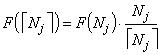 F(⌈N_j⌉) = F(N_j) · N_j / ⌈N_j⌉